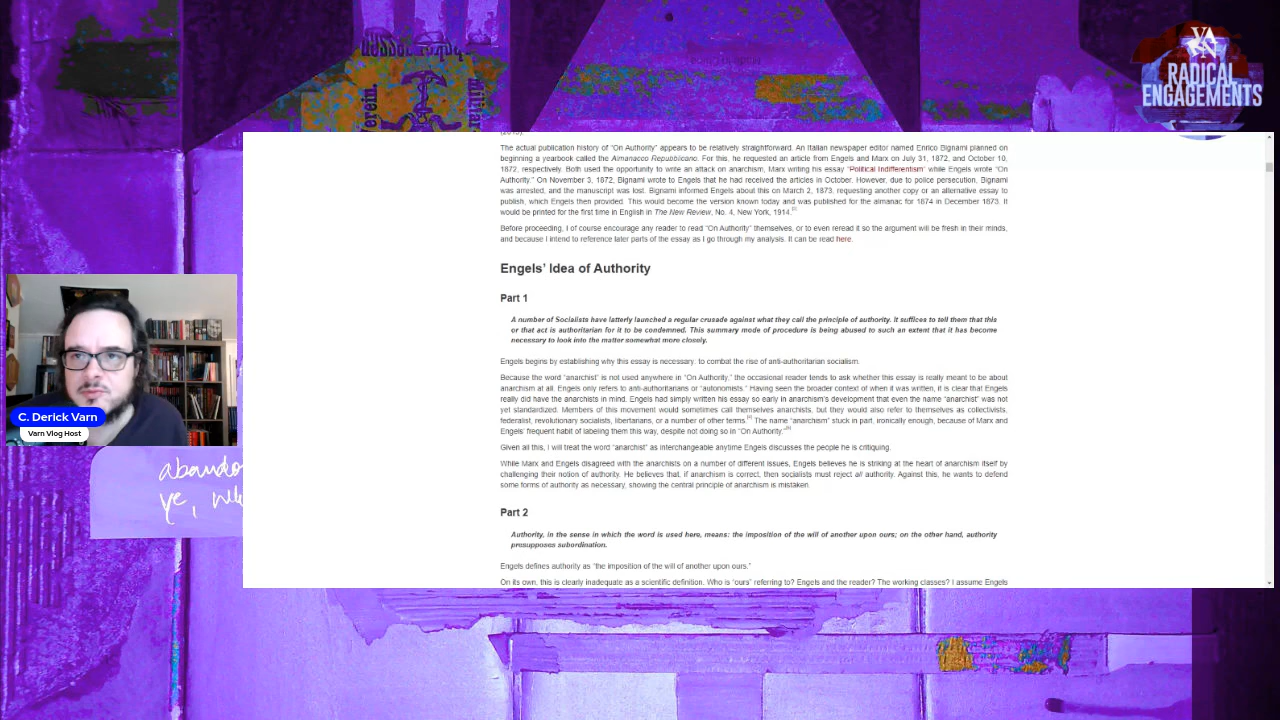 VARN
RADICAL
ENGAGEMENTS
The actual publication history of "On Authority" appears to be relatively straightforward. An Italian newspaper editor named Enrico Bignami planned on
beginning a yearbook called the Almanacco Repubblicano. For this, he requested an article from Engels and Marx on July 31, 1872, and October 10,
1872, respectively. Both used the opportunity to write an attack on anarchism, Marx writing his essay "Political Indifferentism" while Engels wrote "On
Authority." On November 3, 1872, Bignami wrote to Engels that he had received the articles in October. However, due to police persecution, Bignami
was arrested, and the manuscript was lost. Bignami informed Engels about this on March 2, 1873, requesting another copy or an alternative essay to
publish, which Engels then provided. This would become the version known today and was published for the almanac for 1874 in December 1873. It
would be printed for the first time in English in The New Review, No. 4, New York, 1914.
Before proceeding, I of course encourage any reader to read "On Authority" themselves, or to even reread it so the argument will be fresh in their minds,
and because I intend to reference later parts of the essay as I go through my analysis. It can be read here.
Engels' Idea of Authority
Part 1
A number of Socialists have latterly launched a regular crusade against what they call the principle of authority. It suffices to tell them that this
or that act is authoritarian for it to be condemned. This summary mode of procedure is being abused to such an extent that it has become
necessary to look into the matter somewhat more closely.
Engels begins by establishing why this essay is necessary: to combat the rise of anti-authoritarian socialism.
Because the word "anarchist" is not used anywhere in "On Authority," the occasional reader tends to ask whether this essay is really meant to be about
anarchism at all. Engels only refers to anti-authoritarians or "autonomists." Having seen the broader context of when it was written, it is clear that Engels
really did have the anarchists in mind. Engels had simply written his essay so early in anarchism's development that even the name "anarchist" was not
yet standardized. Members of this movement would sometimes call themselves anarchists, but they would also refer to themselves as collectivists,
federalist, revolutionary socialists, libertarians, or a number of other terms. The name "anarchism" stuck in part, ironically enough, because of Marx and
Engels' frequent habit of labeling them this way, despite not doing so in "On Authority."
Given all this, I will treat the word "anarchist" as interchangeable anytime Engels discusses the people he is critiquing.
While Marx and Engels disagreed with the anarchists on a number of different issues, Engels believes he is striking at the heart of anarchism itself by
challenging their notion of authority. He believes that, if anarchism is correct, then socialists must reject all authority. Against this, he wants to defend
some forms of authority as necessary, showing the central principle of anarchism is mistaken.
Part 2
Authority, in the sense in which the word is used here, means: the imposition of the will of another upon ours; on the other hand, authority
presupposes subordination.
Engels defines authority as "the imposition of the will of another upon ours."
On its own, this is clearly inadequate as a scientific definition. Who is "ours" referring to? Engels and the reader? The working classes? I assume Engels
C. Derick Varn
Varn Vlog Host
abando
ye,